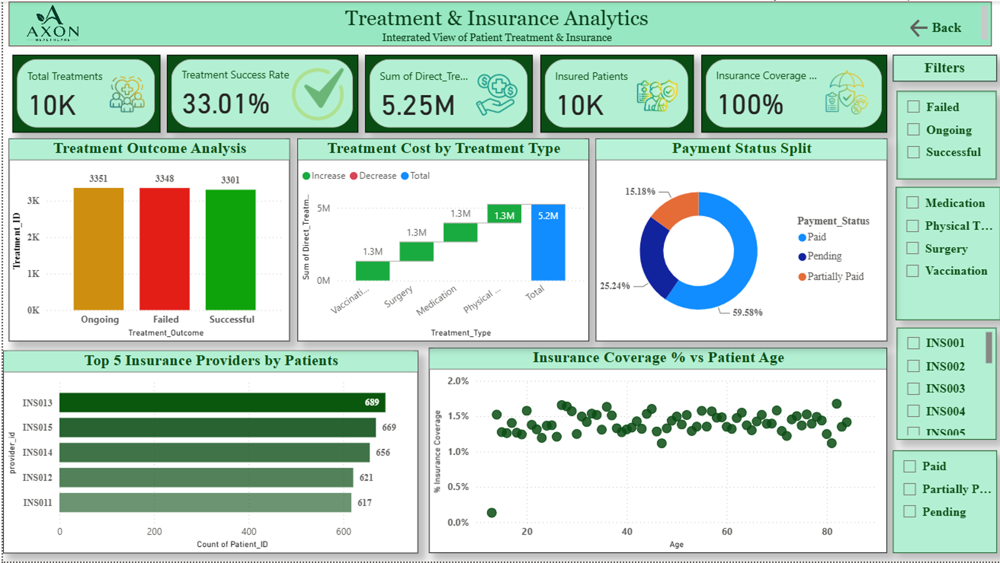 AXON
HEALTHCARE
Treatment & Insurance Analytics
Integrated View of Patient Treatment & Insurance
Back
Total Treatments
10K
Treatment Success Rate
33.01%
Sum of Direct_Tre...
5.25M
Insured Patients
10K
Insurance Coverage ...
100%
Filters
Failed
Ongoing
Successful
Medication
Physical T...
Surgery
Vaccination
INS001
INS002
INS003
INS004
INS005
Paid
Partially P...
Pending
Treatment Outcome Analysis
Treatment_ID
3K
2K
1K
0K
3351
3348
3301
Ongoing
Failed
Successful
Treatment_Outcome
Treatment Cost by Treatment Type
Increase
Decrease
Total
Sum of Direct_Treatm...
5M
0M
1.3M
1.3M
1.3M
1.3M
5.2M
Vaccinati...
Surgery
Medication
Physical ...
Total
Treatment_Type
Payment Status Split
15.18%
25.24%
59.58%
Payment_Status
Paid
Pending
Partially Paid
Top 5 Insurance Providers by Patients
provider_id
INS013
689
INS015
669
INS014
656
INS012
621
INS011
617
0
200
400
600
Count of Patient_ID
Insurance Coverage % vs Patient Age
% Insurance Coverage
2.0%
1.5%
1.0%
0.5%
0.0%
20
40
60
80
Age